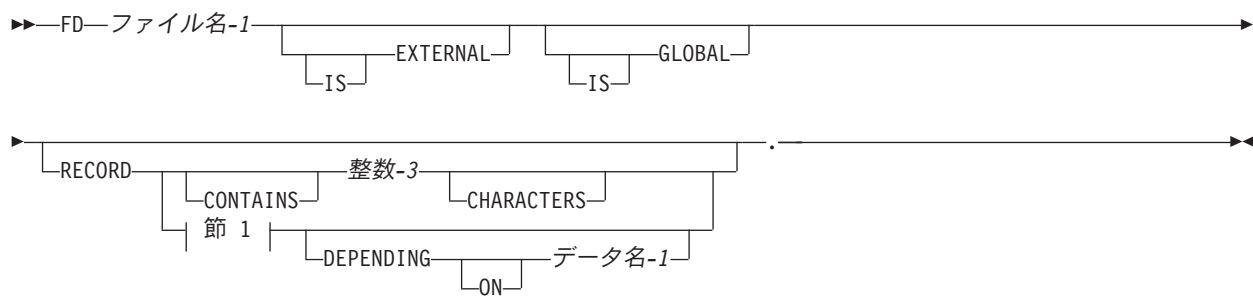 FD ファイル名-1
EXTERNAL GLOBAL
IS IS
RECORD 整数-3 .
CONTAINS CHARACTERS
節 1
DEPENDING データ名-1
ON